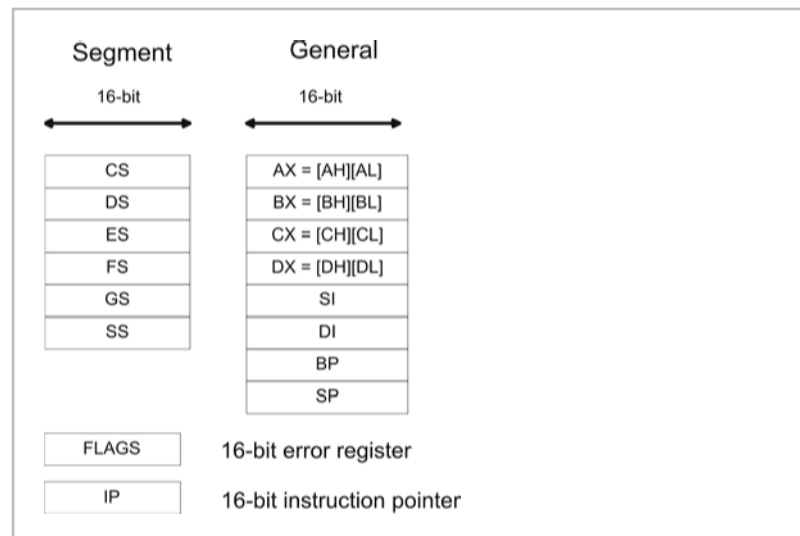 Segment
General
16-bit
16-bit
CS
DS
ES
FS
GS
SS
AX = [AH][AL]
BX = [BH][BL]
CX = [CH][CL]
DX = [DH][DL]
SI
DI
BP
SP
FLAGS
16-bit error register
IP
16-bit instruction pointer